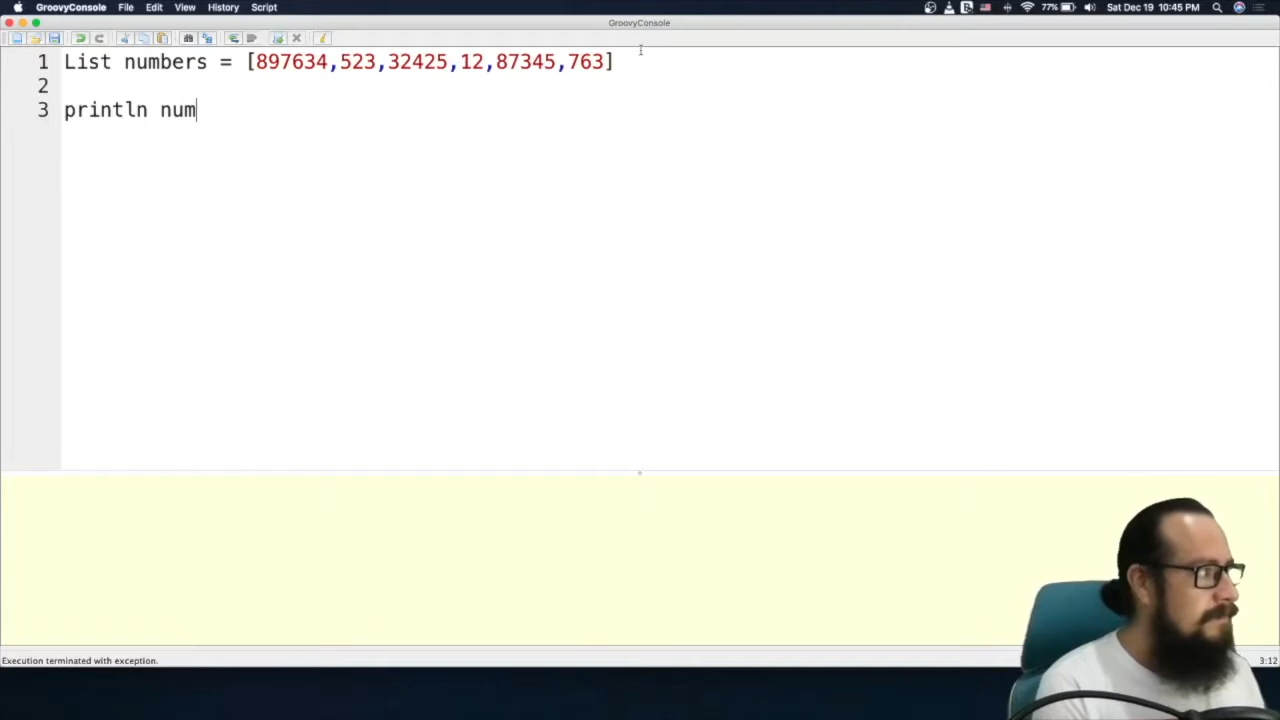 GroovyConsole File Edit View History Script 77% Sat Dec 19 10:45 PM
GroovyConsole
1 List numbers = [897634,523,32425,12,87345,763]
2
3 println num
Execution terminated with exception.
3:12